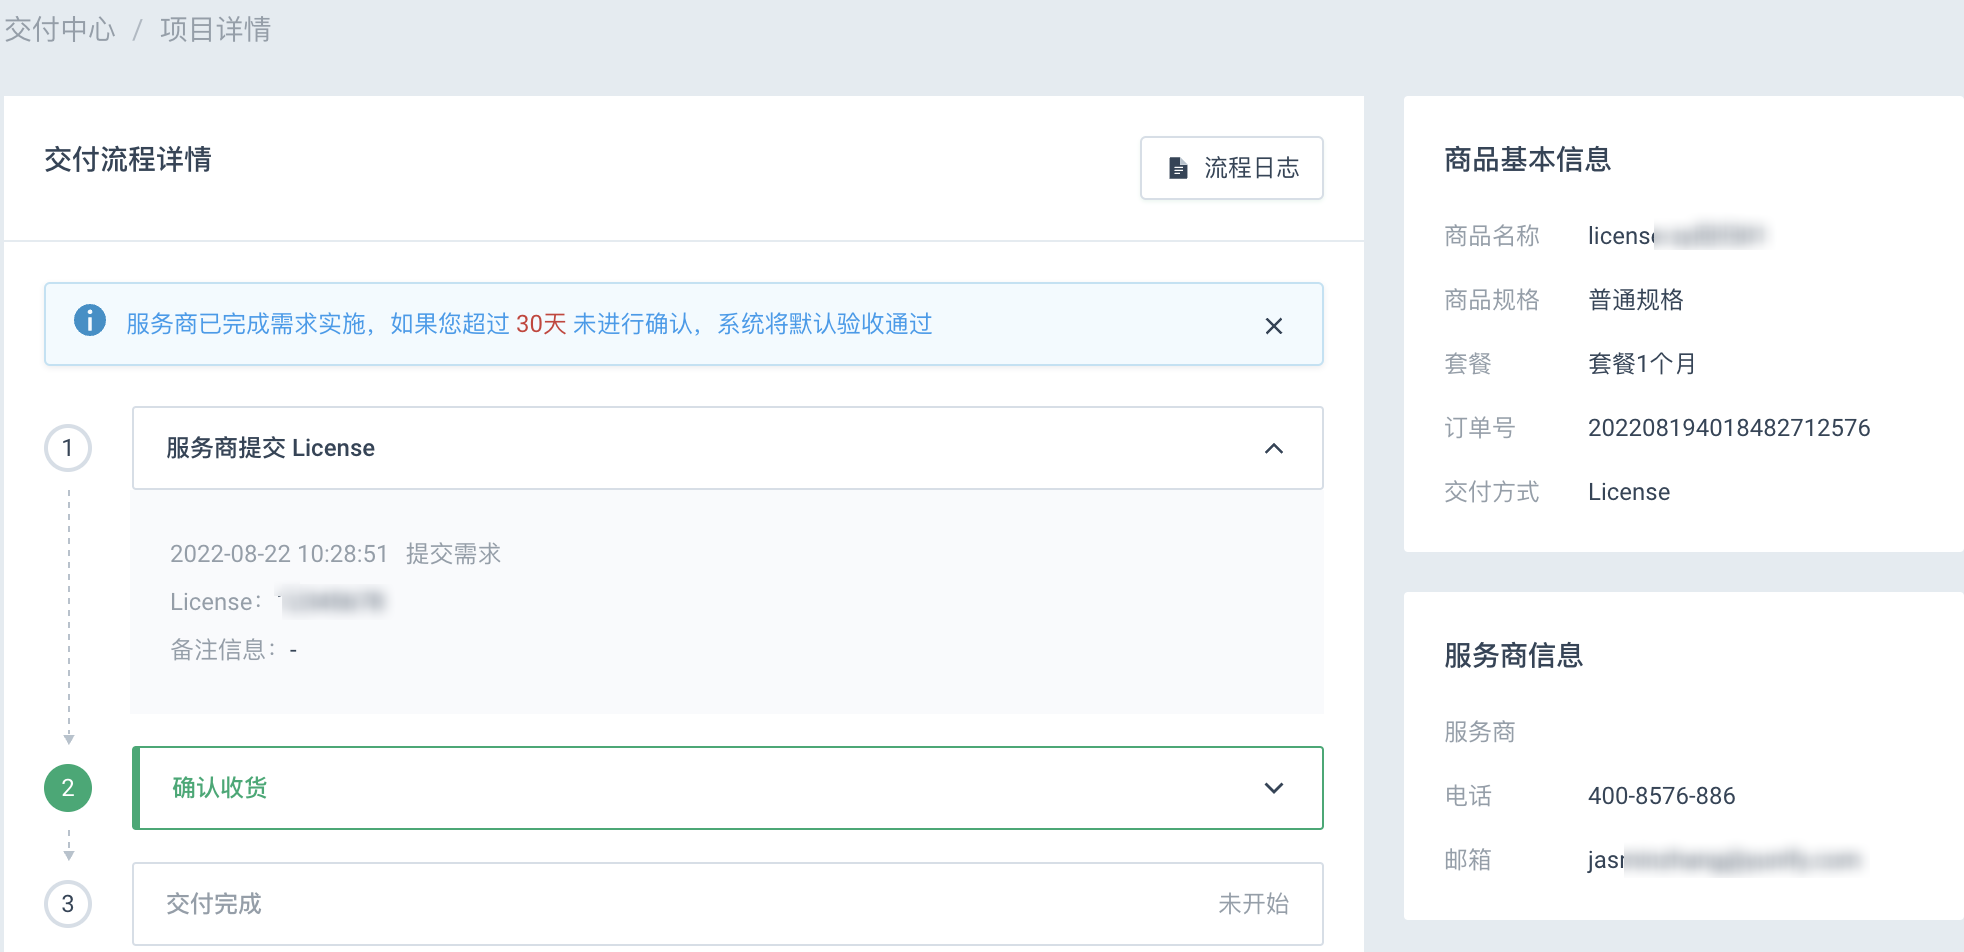 交付中心 / 项目详情
交付流程详情
流程日志
服务商已完成需求实施，如果您超过 30天 未进行确认，系统将默认验收通过
1
服务商提交 License
2022-08-22 10:28:51 提交需求
License：
备注信息： -
2
确认收货
3
交付完成
未开始
商品基本信息
商品名称 license
商品规格 普通规格
套餐 套餐1个月
订单号 202208194018482712576
交付方式 License
服务商信息
服务商
电话 400-8576-886
邮箱